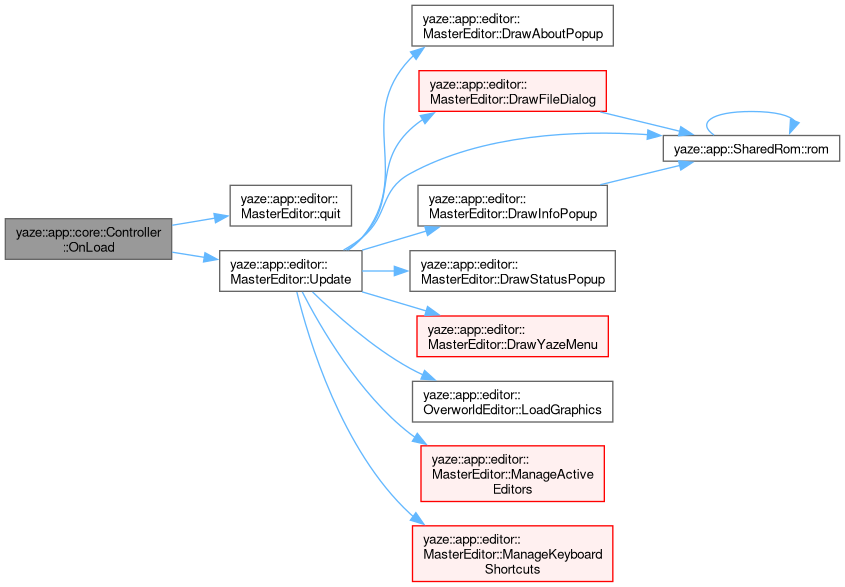 yaze::app::editor::
MasterEditor::DrawAboutPopup
yaze::app::editor::
MasterEditor::DrawFileDialog
yaze::app::SharedRom::rom
yaze::app::editor::
MasterEditor::quit
yaze::app::editor::
MasterEditor::DrawInfoPopup
yaze::app::core::Controller
::OnLoad
yaze::app::editor::
MasterEditor::Update
yaze::app::editor::
MasterEditor::DrawStatusPopup
yaze::app::editor::
MasterEditor::DrawYazeMenu
yaze::app::editor::
OverworldEditor::LoadGraphics
yaze::app::editor::
MasterEditor::ManageActive
Editors
yaze::app::editor::
MasterEditor::ManageKeyboard
Shortcuts